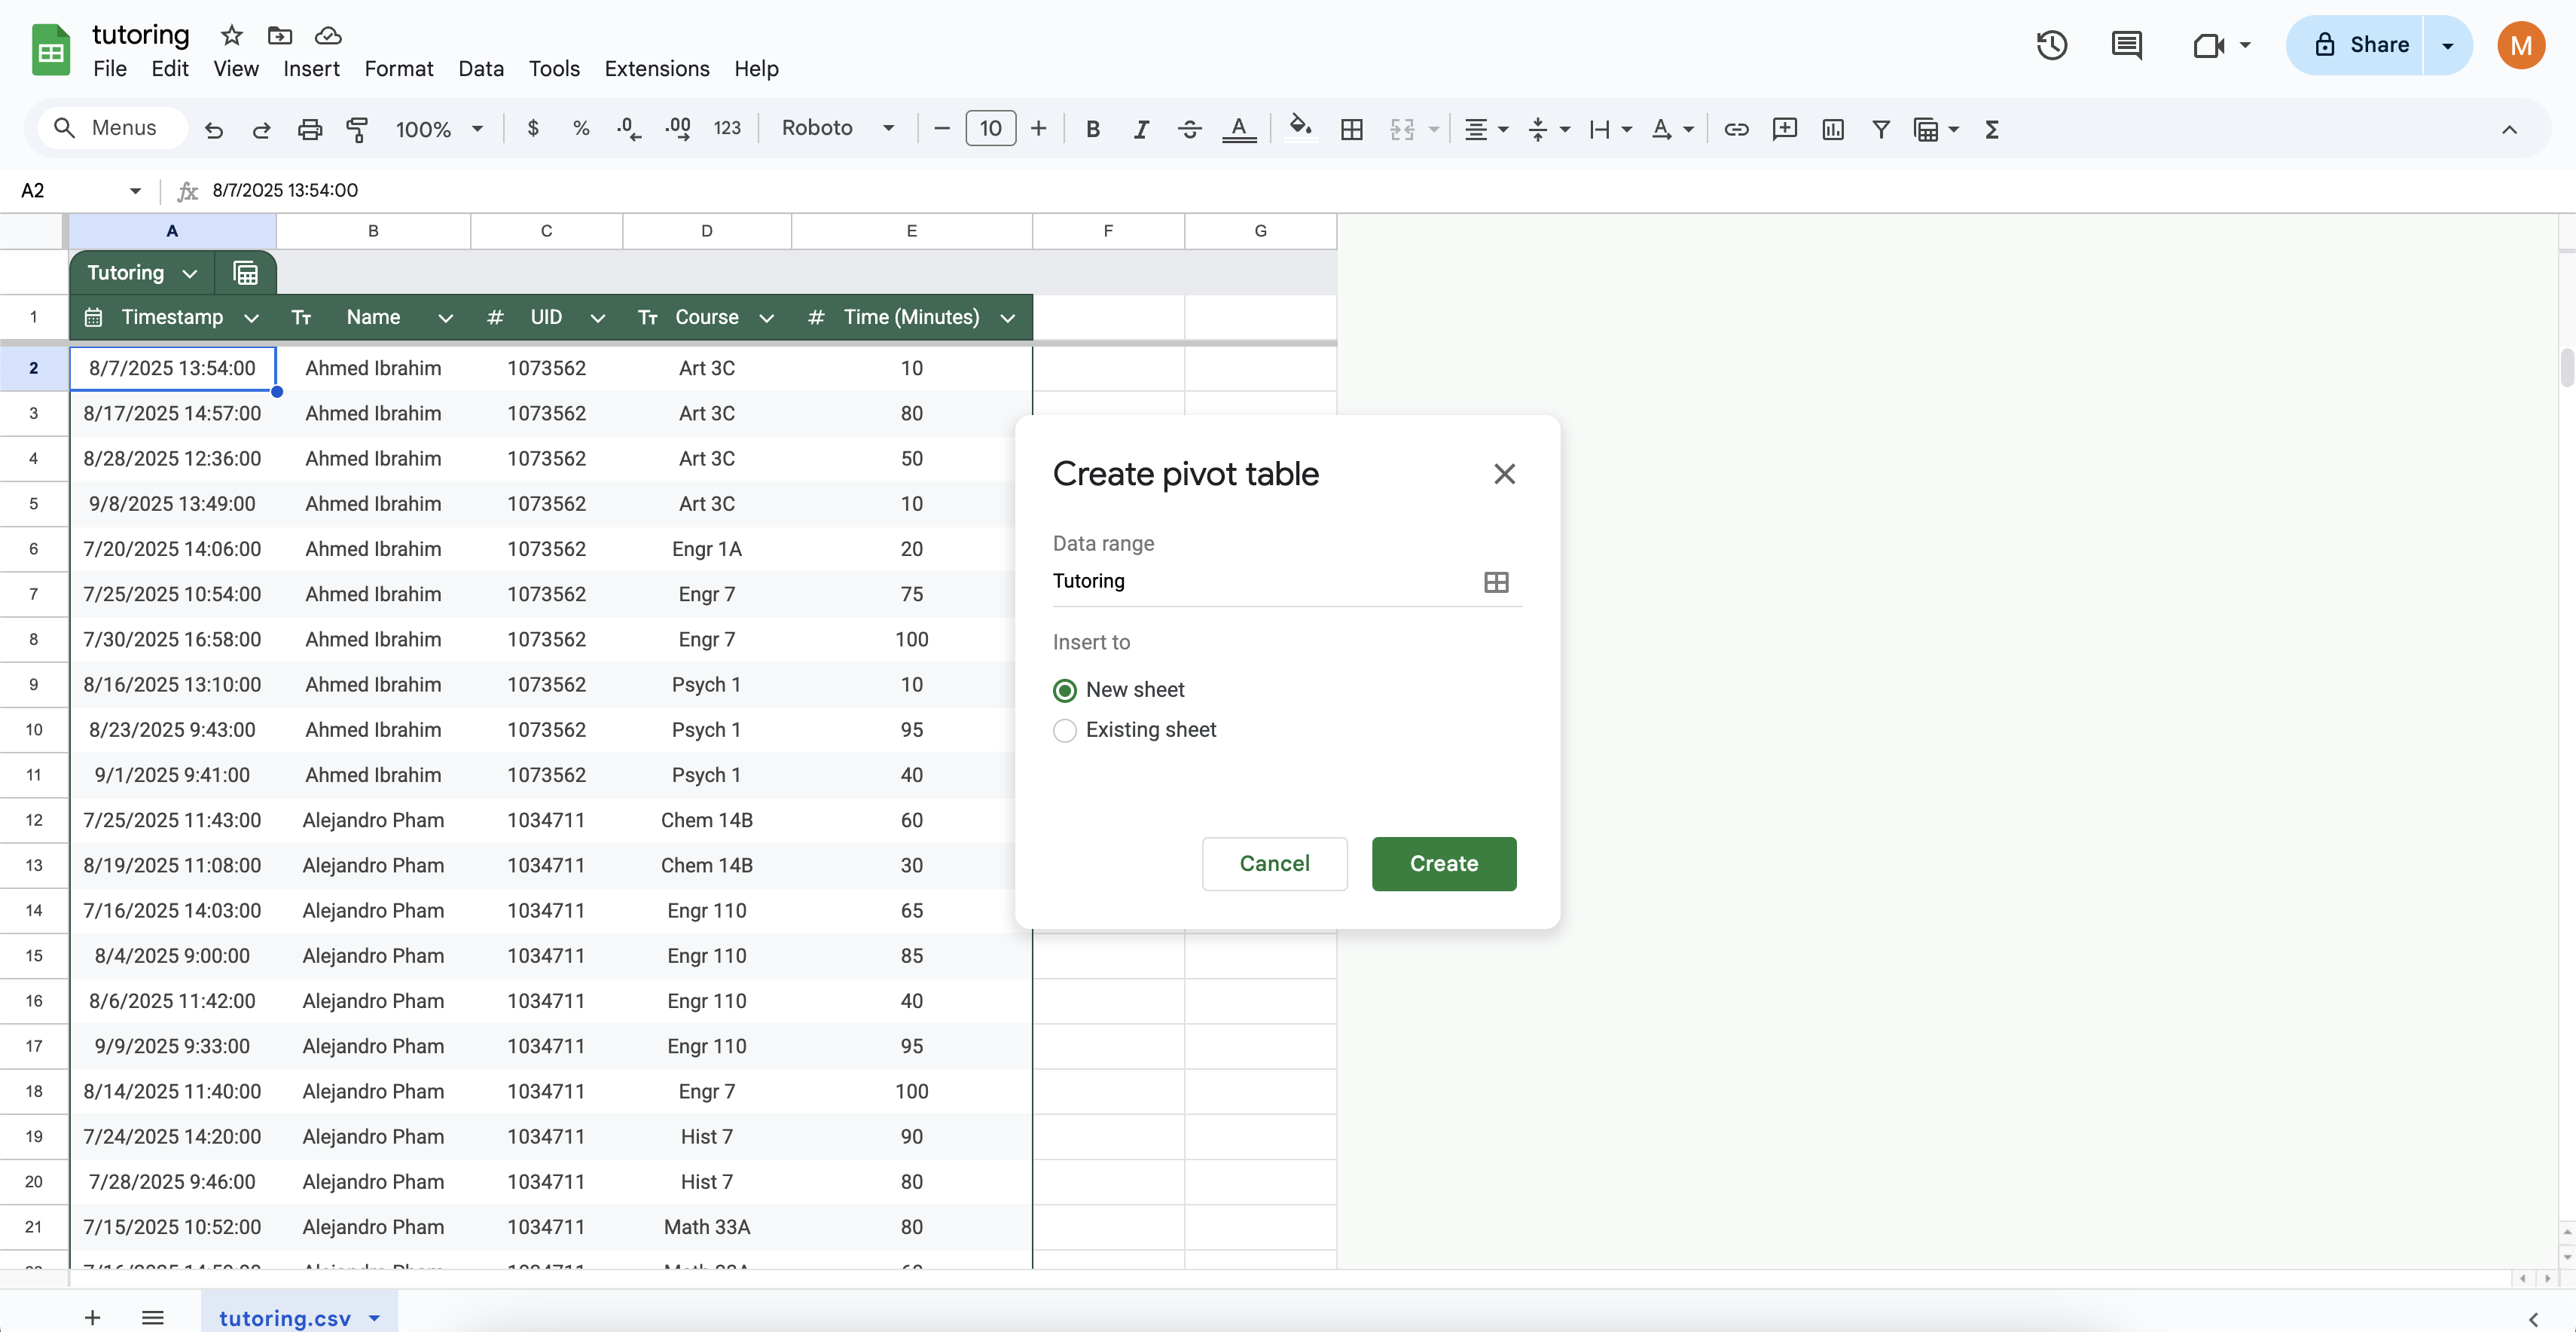 tutoring
File Edit View Insert Format Data Tools Extensions Help
Share
M
Menus 100% $ % .0 .00 123 Roboto 10 B I A
A2 fx 8/7/2025 13:54:00
A B C D E F G
Tutoring
1 Timestamp Tт Name # UID Tт Course # Time (Minutes)
2 8/7/2025 13:54:00 Ahmed Ibrahim 1073562 Art 3C 10
3 8/17/2025 14:57:00 Ahmed Ibrahim 1073562 Art 3C 80
4 8/28/2025 12:36:00 Ahmed Ibrahim 1073562 Art 3C 50
5 9/8/2025 13:49:00 Ahmed Ibrahim 1073562 Art 3C 10
6 7/20/2025 14:06:00 Ahmed Ibrahim 1073562 Engr 1A 20
7 7/25/2025 10:54:00 Ahmed Ibrahim 1073562 Engr 7 75
8 7/30/2025 16:58:00 Ahmed Ibrahim 1073562 Engr 7 100
9 8/16/2025 13:10:00 Ahmed Ibrahim 1073562 Psych 1 10
10 8/23/2025 9:43:00 Ahmed Ibrahim 1073562 Psych 1 95
11 9/1/2025 9:41:00 Ahmed Ibrahim 1073562 Psych 1 40
12 7/25/2025 11:43:00 Alejandro Pham 1034711 Chem 14B 60
13 8/19/2025 11:08:00 Alejandro Pham 1034711 Chem 14B 30
14 7/16/2025 14:03:00 Alejandro Pham 1034711 Engr 110 65
15 8/4/2025 9:00:00 Alejandro Pham 1034711 Engr 110 85
16 8/6/2025 11:42:00 Alejandro Pham 1034711 Engr 110 40
17 9/9/2025 9:33:00 Alejandro Pham 1034711 Engr 110 95
18 8/14/2025 11:40:00 Alejandro Pham 1034711 Engr 7 100
19 7/24/2025 14:20:00 Alejandro Pham 1034711 Hist 7 90
20 7/28/2025 9:46:00 Alejandro Pham 1034711 Hist 7 80
21 7/15/2025 10:52:00 Alejandro Pham 1034711 Math 33A 80
Create pivot table
Data range
Tutoring
Insert to
New sheet
Existing sheet
Cancel Create
tutoring.csv